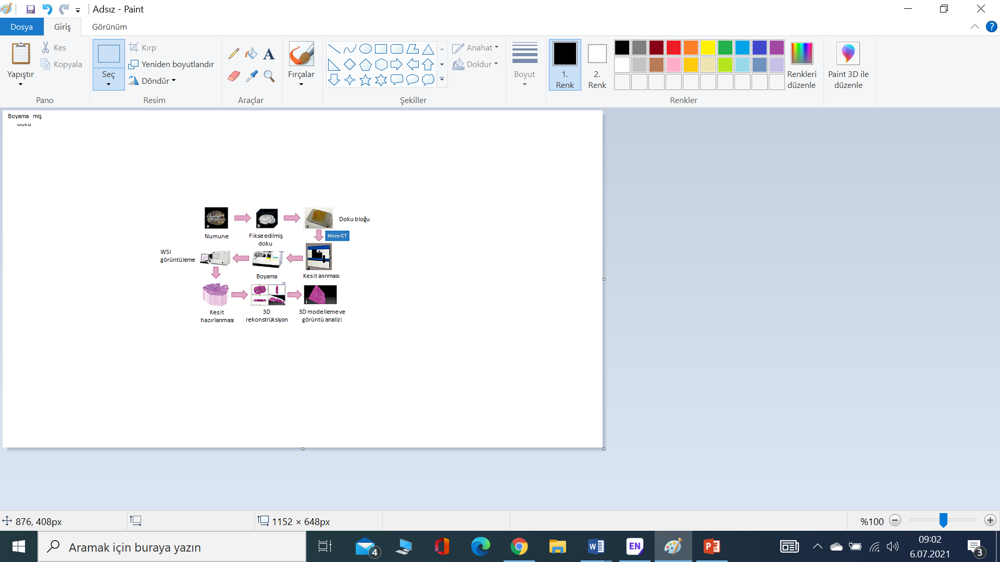 Adsız - Paint
Dosya
Giriş
Görünüm
Yapıştır
Kes
Kopyala
Pano
Seç
Kırp
Yeniden boyutlandır
Döndür
Resim
A
Araçlar
Fırçalar
Şekiller
Anahat
Doldur
Boyut
1.
Renk
2.
Renk
Renkleri
düzenle
Paint 3D ile
düzenle
Renkler
Boyama miş
doku
a
b
c
Doku bloğu
Numune
Fikse edilmiş
doku
Micro-CT
WSI
görüntüleme
d
Boyama
Kesit alınması
i
Kesit
hazırlanması
3D
rekonstrüksiyon
3D modelleme ve
görüntü analizi
876, 408px
1152 × 648px
%100
Aramak için buraya yazın
4
EN
09:02
6.07.2021
3